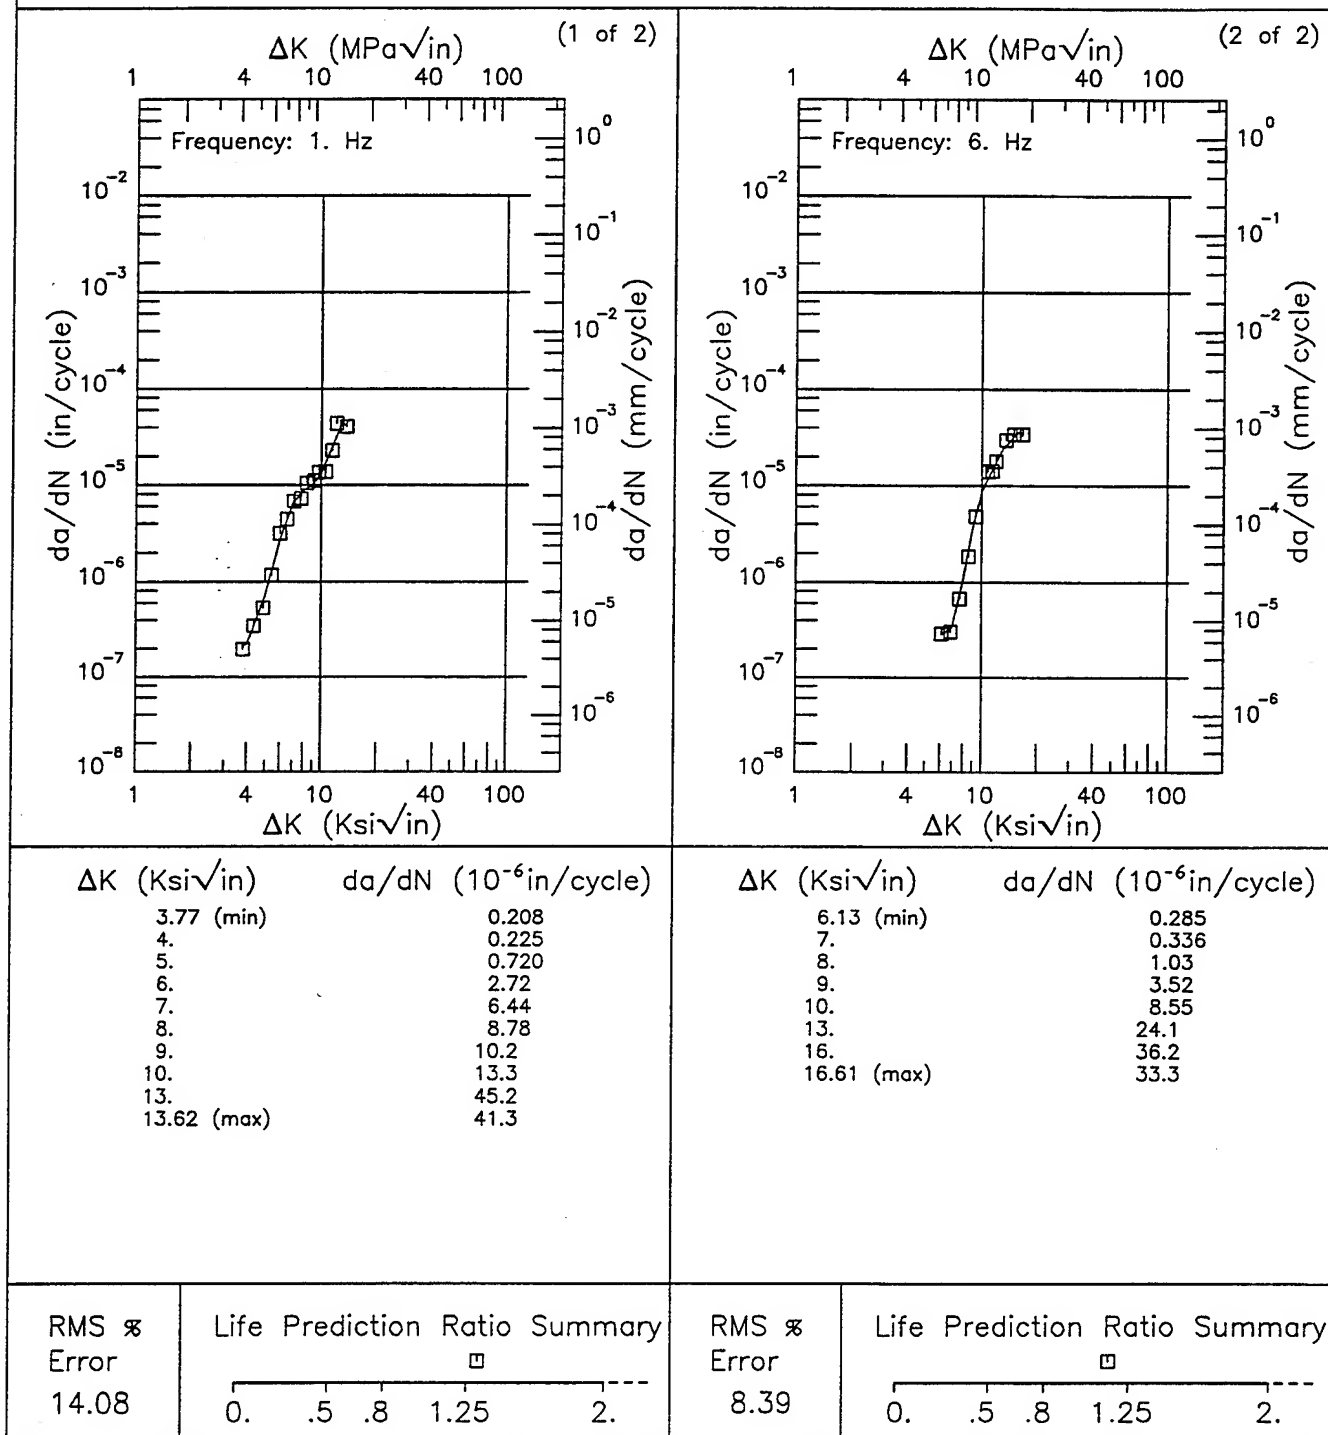 (1 of 2)
ΔK (MPa√in)
1 4 10 40 100
Frequency: 1. Hz
10⁰
10⁻²
10⁻¹
10⁻³
10⁻²
10⁻⁴
10⁻³
10⁻⁵
10⁻⁴
10⁻⁶
10⁻⁵
10⁻⁷
10⁻⁶
10⁻⁸
da/dN (in/cycle)
da/dN (mm/cycle)
1 4 10 40 100
ΔK (Ksi√in)
ΔK (Ksi√in) da/dN (10⁻⁶in/cycle)
3.77 (min) 0.208
4. 0.225
5. 0.720
6. 2.72
7. 6.44
8. 8.78
9. 10.2
10. 13.3
13. 45.2
13.62 (max) 41.3
RMS % Error
14.08
Life Prediction Ratio Summary
0. .5 .8 1.25 2.
(2 of 2)
ΔK (MPa√in)
1 4 10 40 100
Frequency: 6. Hz
10⁰
10⁻²
10⁻¹
10⁻³
10⁻²
10⁻⁴
10⁻³
10⁻⁵
10⁻⁴
10⁻⁶
10⁻⁵
10⁻⁷
10⁻⁶
10⁻⁸
da/dN (in/cycle)
da/dN (mm/cycle)
1 4 10 40 100
ΔK (Ksi√in)
ΔK (Ksi√in) da/dN (10⁻⁶in/cycle)
6.13 (min) 0.285
7. 0.336
8. 1.03
9. 3.52
10. 8.55
13. 24.1
16. 36.2
16.61 (max) 33.3
RMS % Error
8.39
Life Prediction Ratio Summary
0. .5 .8 1.25 2.